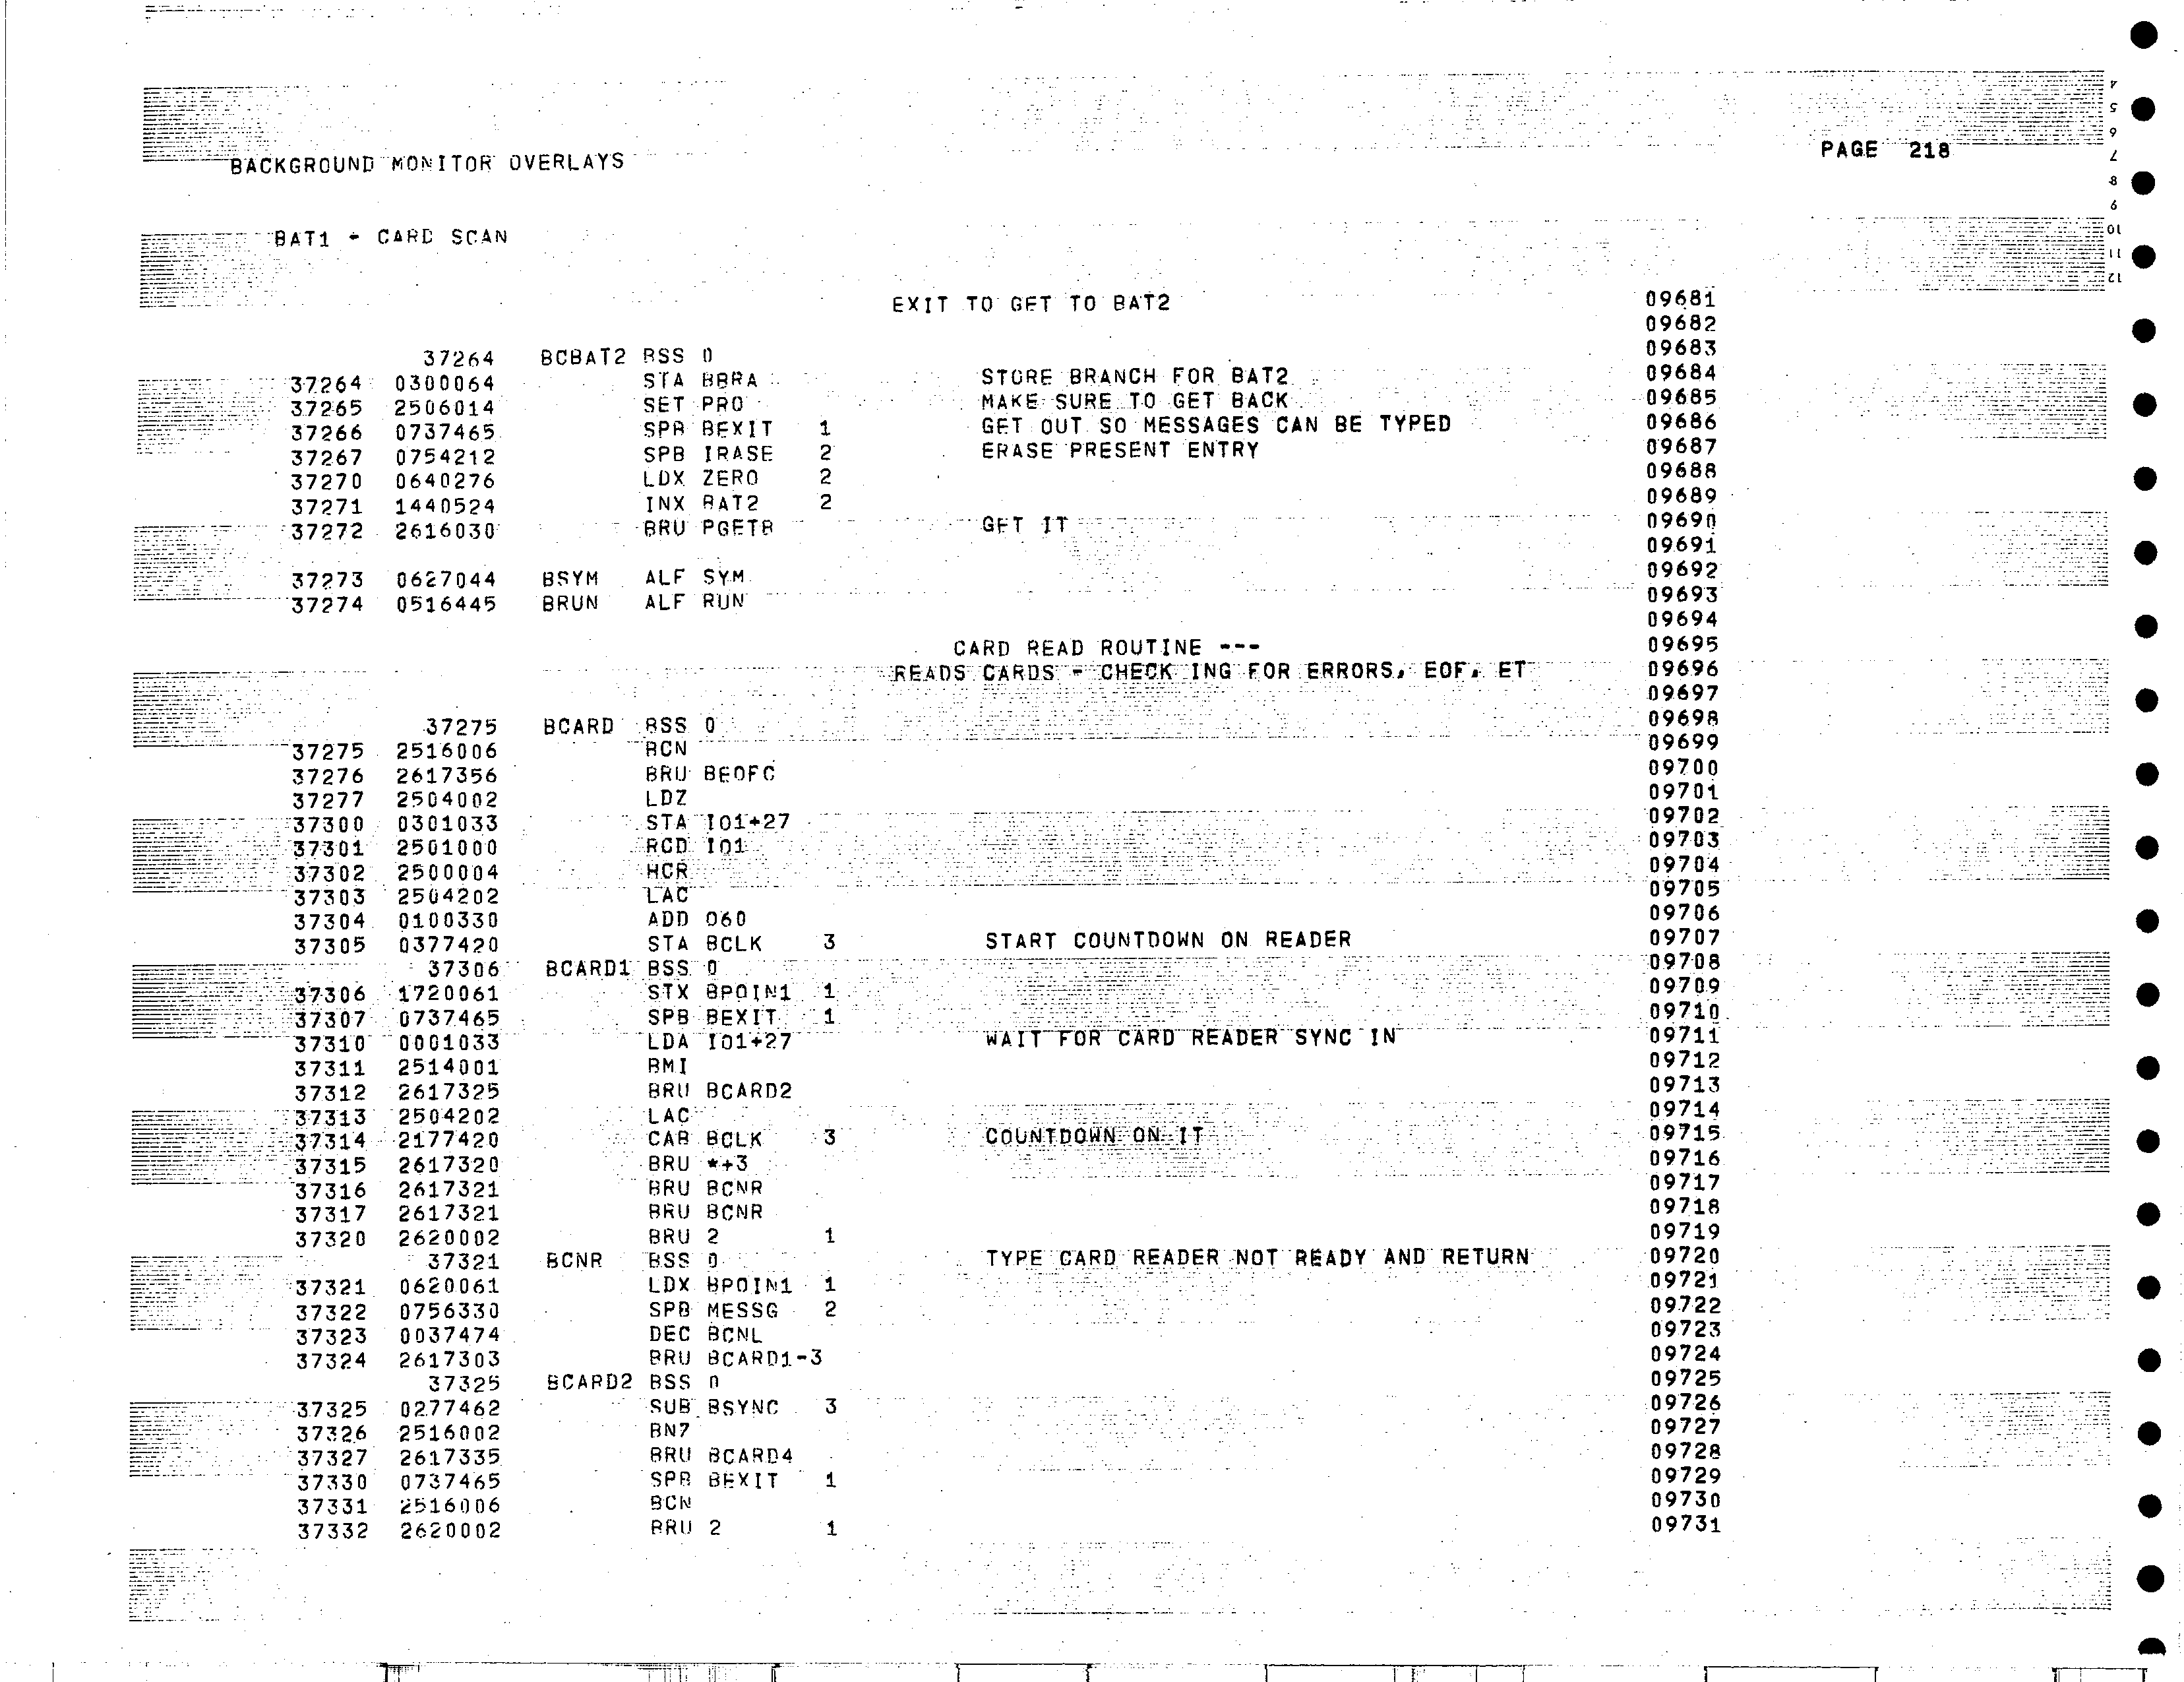 BACKGROUND MONITOR OVERLAYS PAGE 218
BAT1 - CARD SCAN
EXIT TO GET TO BAT2 09681
09682
37264 BCBAT2 BSS 0 09683
37264 0300064 STA BBRA STORE BRANCH FOR BAT2 09684
37265 2506014 SET PRO MAKE SURE TO GET BACK 09685
37266 0737465 SPB BEXIT 1 GET OUT SO MESSAGES CAN BE TYPED 09686
37267 0754212 SPB IRASE 2 ERASE PRESENT ENTRY 09687
37270 0640276 LDX ZERO 2 09688
37271 1440524 INX BAT2 2 09689
37272 2616030 BRU PGETB GET IT 09690
09691
37273 0627044 BSYM ALF SYM 09692
37274 0516445 BRUN ALF RUN 09693
09694
CARD READ ROUTINE --- 09695
READS CARDS - CHECK ING FOR ERRORS, EOF, ET 09696
09697
37275 BCARD BSS 0 09698
37275 2516006 BCN 09699
37276 2617356 BRU BEOFC 09700
37277 2504002 LDZ 09701
37300 0301033 STA IO1+27 09702
37301 2501000 RCD IO1 09703
37302 2500004 HCR 09704
37303 2504202 LAC 09705
37304 0100330 ADD O60 09706
37305 0377420 STA BCLK 3 START COUNTDOWN ON READER 09707
37306 BCARD1 BSS 0 09708
37306 1720061 STX BPOIN1 1 09709
37307 0737465 SPB BEXIT 1 09710
37310 0001033 LDA IO1+27 WAIT FOR CARD READER SYNC IN 09711
37311 2514001 BMI 09712
37312 2617325 BRU BCARD2 09713
37313 2504202 LAC 09714
37314 2177420 CAB BCLK 3 COUNTDOWN ON IT 09715
37315 2617320 BRU *+3 09716
37316 2617321 BRU BCNR 09717
37317 2617321 BRU BCNR 09718
37320 2620002 BRU 2 1 09719
37321 BCNR BSS 0 TYPE CARD READER NOT READY AND RETURN 09720
37321 0620061 LDX BPOIN1 1 09721
37322 0756330 SPB MESSG 2 09722
37323 0037474 DEC BCNL 09723
37324 2617303 BRU BCARD1-3 09724
37325 BCARD2 BSS 0 09725
37325 0277462 SUB BSYNC 3 09726
37326 2516002 BNZ 09727
37327 2617335 BRU BCARD4 09728
37330 0737465 SPB BEXIT 1 09729
37331 2516006 BCN 09730
37332 2620002 BRU 2 1 09731
4
5
6
7
8
9
10
11
12